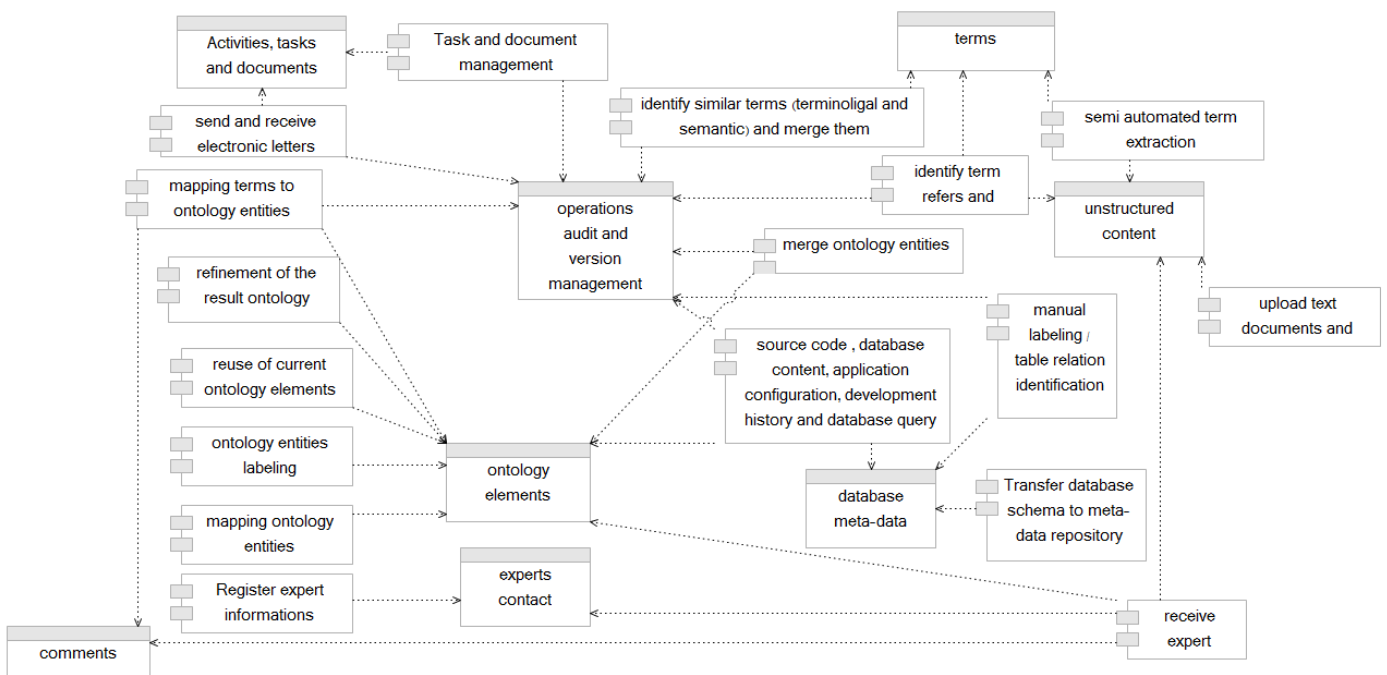 Activities, tasks
and documents
Task and document
management
terms
identify similar terms (terminoligal and
semantic) and merge them
send and receive
electronic letters
semi automated term
extraction
identify term
refers and
mapping terms to
ontology entities
operations
audit and
version
management
unstructured
content
merge ontology entities
refinement of the
result ontology
upload text
documents and
manual
labeling /
table relation
identification
source code , database
content, application
configuration, development
history and database query
reuse of current
ontology elements
ontology entities
labeling
ontology
elements
database
meta-data
Transfer database
schema to meta-
data repository
mapping ontology
entities
experts
contact
Register expert
informations
receive
expert
comments